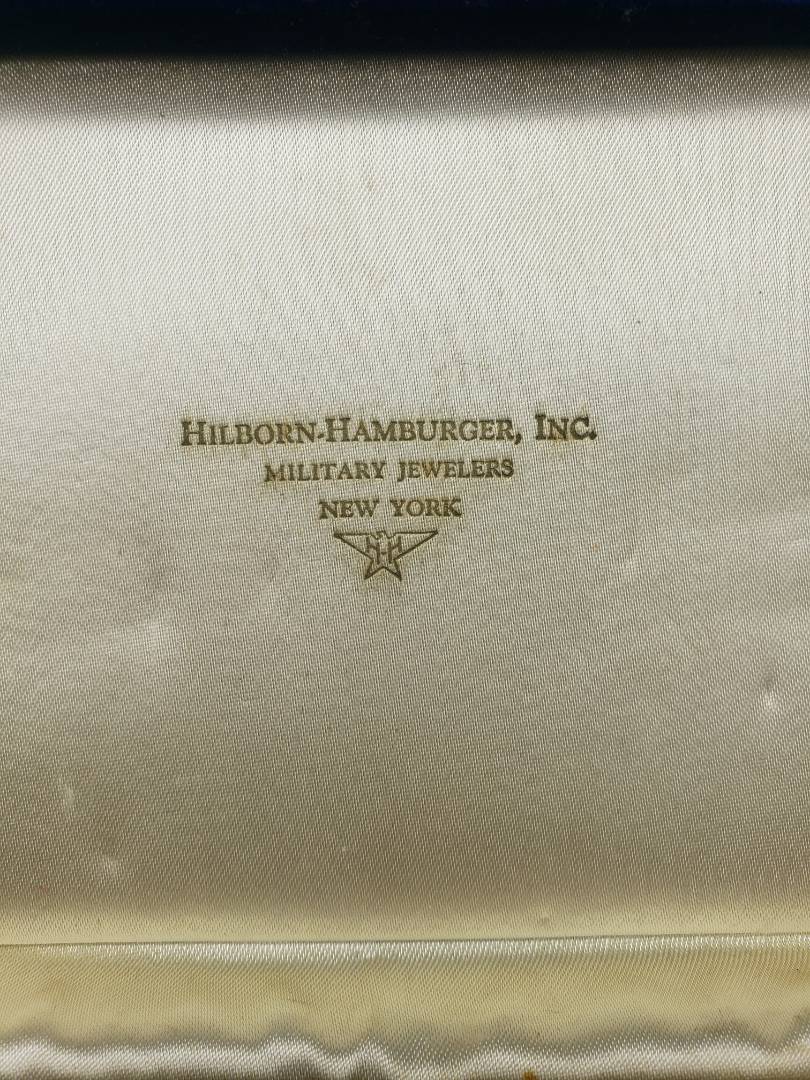 HILBORN-HAMBURGER, INC.
MILITARY JEWELERS
NEW YORK
H-H